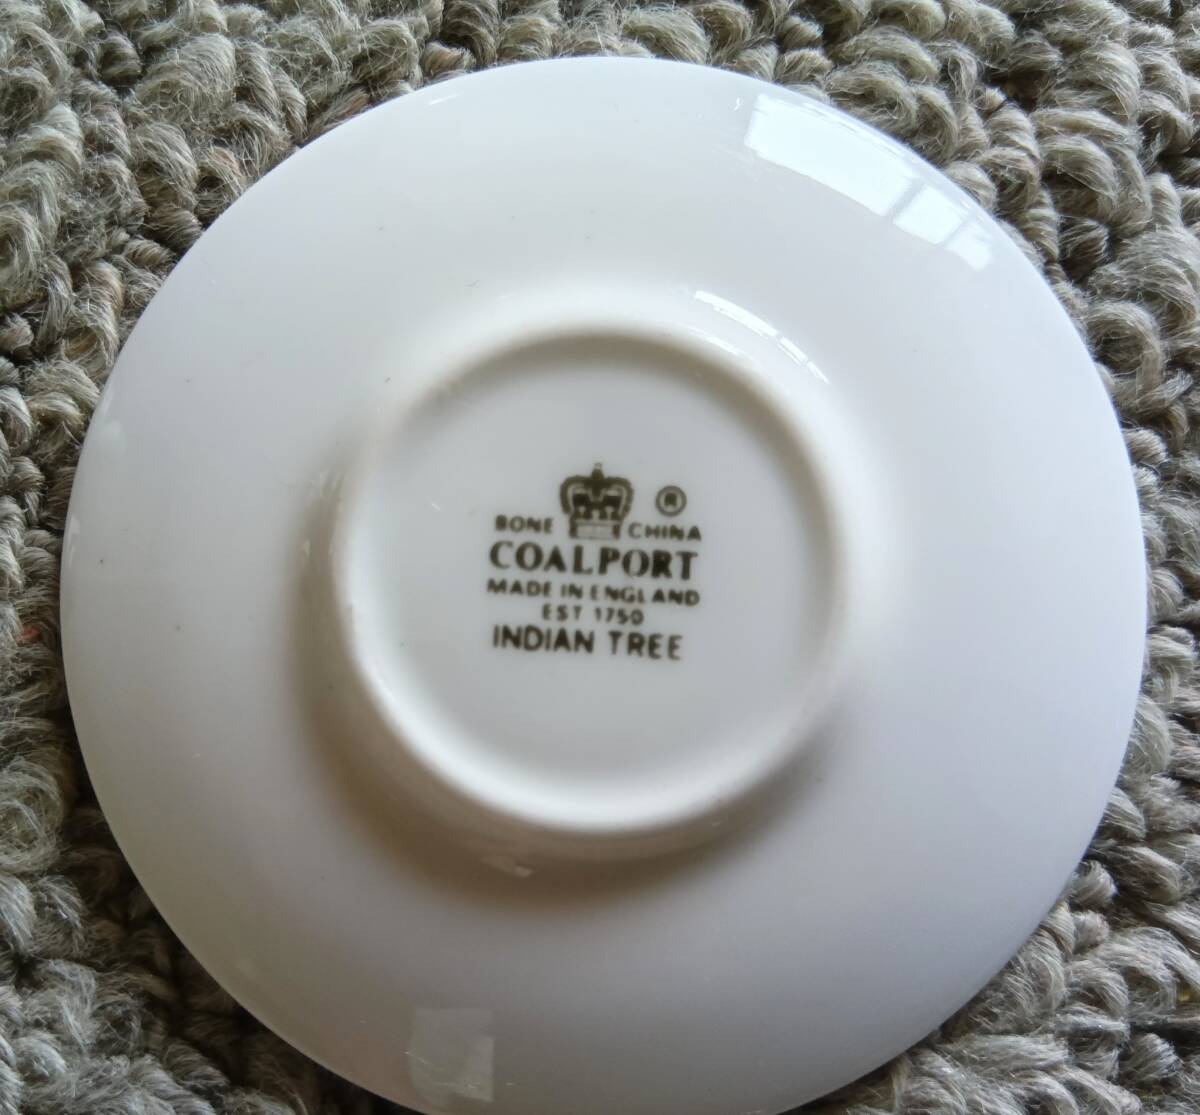 ®
BONE CHINA
COALPORT
MADE IN ENGLAND
EST 1750
INDIAN TREE